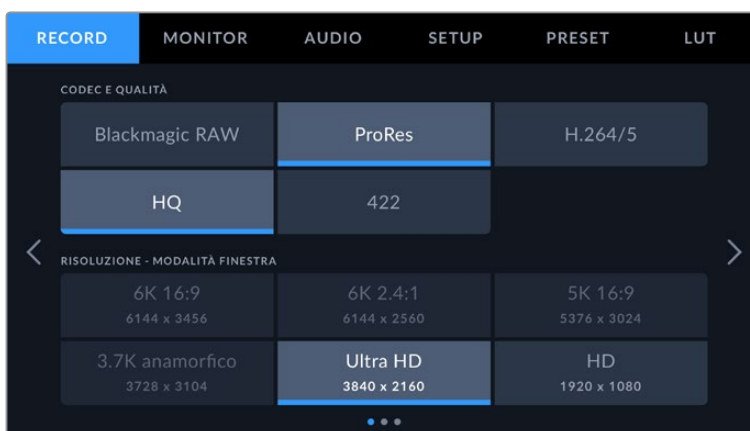 RECORD MONITOR AUDIO SETUP PRESET LUT
CODEC E QUALITÀ
Blackmagic RAW ProRes H.264/5
HQ 422
RISOLUZIONE - MODALITÀ FINESTRA
6K 16:9 6K 2.4:1 5K 16:9
6144 x 3456 6144 x 2560 5376 x 3024
3.7K anamorfico Ultra HD HD
3728 x 3104 3840 x 2160 1920 x 1080